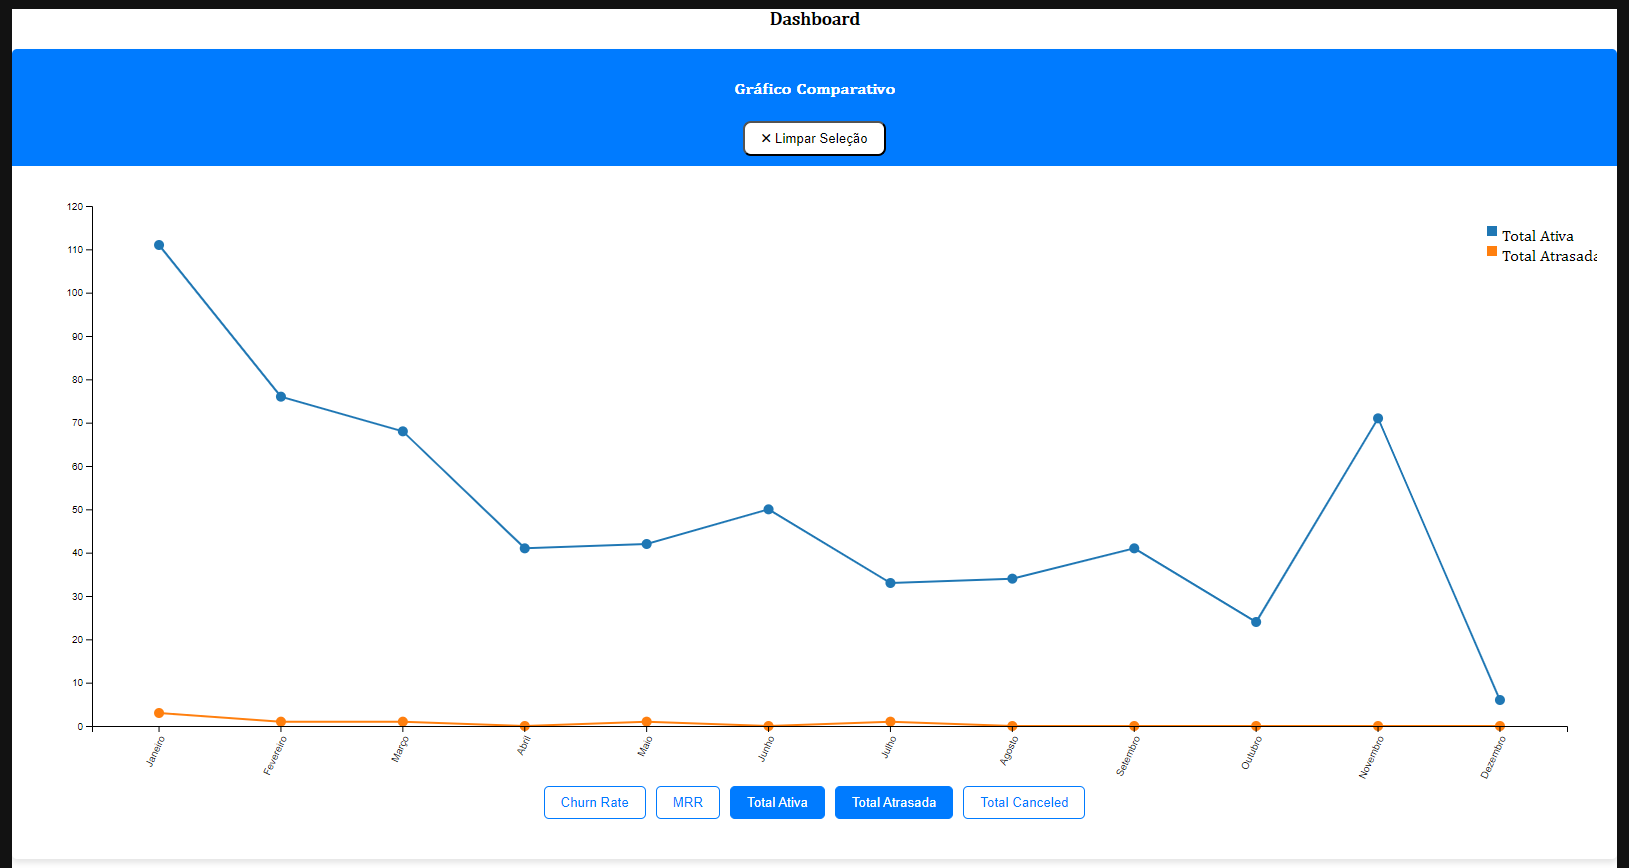 Dashboard
Gráfico Comparativo
✕ Limpar Seleção
120
110
100
90
80
70
60
50
40
30
20
10
0
Total Ativa
Total Atrasada
Janeiro
Fevereiro
Março
Abril
Maio
Junho
Julho
Agosto
Setembro
Outubro
Novembro
Dezembro
Churn Rate MRR Total Ativa Total Atrasada Total Canceled